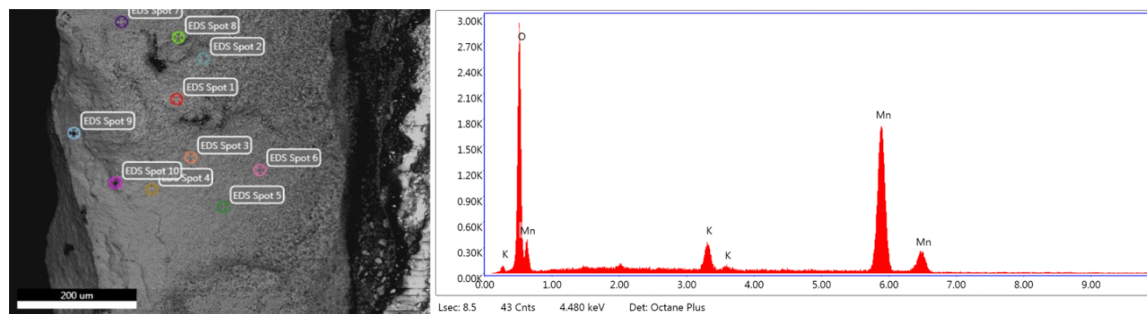 EDS Spot 7
EDS Spot 8
EDS Spot 2
EDS Spot 1
EDS Spot 9
EDS Spot 3
EDS Spot 6
EDS Spot 10
EDS Spot 4
EDS Spot 5
200 um
3.00K
2.70K
2.40K
2.10K
1.80K
1.50K
1.20K
0.90K
0.60K
0.30K
0.00K
O
Mn
K
Mn
K
K
Mn
0.00 1.00 2.00 3.00 4.00 5.00 6.00 7.00 8.00 9.00
Lsec: 8.5 43 Cnts 4.480 keV Det: Octane Plus